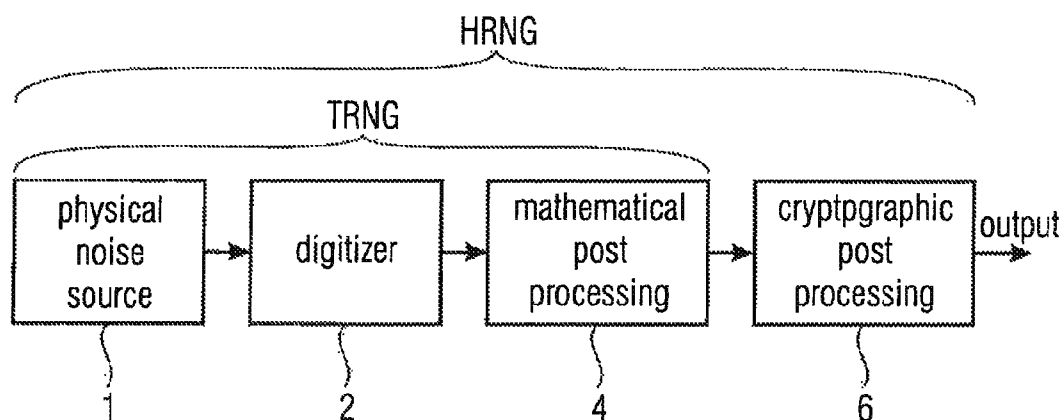 HRNG
TRNG
physical
noise
source
digitizer
mathematical
post
processing
cryptpgraphic
post
processing
output
1
2
4
6